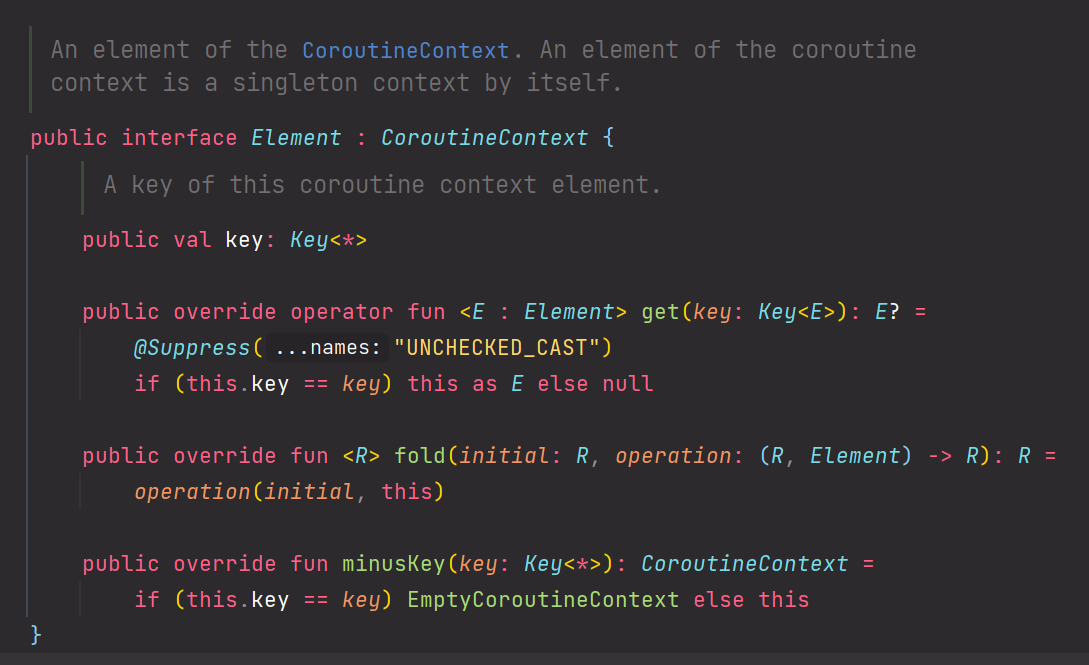 An element of the CoroutineContext. An element of the coroutine
context is a singleton context by itself.
public interface Element : CoroutineContext {
A key of this coroutine context element.
public val key: Key<*>
public override operator fun <E : Element> get(key: Key<E>): E? =
@Suppress( ...names: "UNCHECKED_CAST")
if (this.key == key) this as E else null
public override fun <R> fold(initial: R, operation: (R, Element) -> R): R =
operation(initial, this)
public override fun minusKey(key: Key<*>): CoroutineContext =
if (this.key == key) EmptyCoroutineContext else this
}